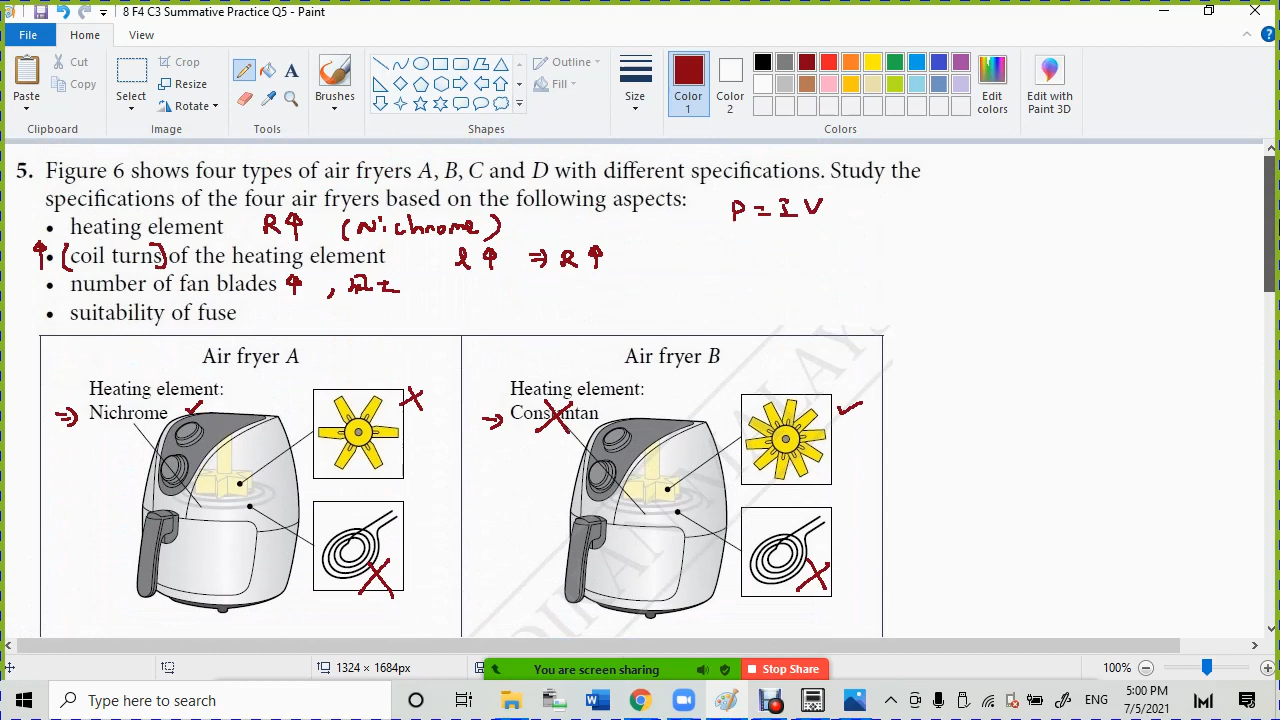 8 F4 C3 Summative Practice Q5 - Paint
File Home View
Cut
Copy
Paste
Clipboard
Select
Crop
Resize
Rotate
Image
Tools
Brushes
Outline
Fill
Shapes
Size
Color 1
Color 2
Edit colors
Edit with Paint 3D
Colors
5. Figure 6 shows four types of air fryers A, B, C and D with different specifications. Study the
specifications of the four air fryers based on the following aspects:
P = I V
• heating element R↑ (Nichrome)
↑ • (coil turns) of the heating element l ↑ ⇒ R ↑
• number of fan blades ↑ ,
• suitability of fuse
Air fryer A
Heating element:
⇒ Nichrome ✓
Air fryer B
Heating element:
⇒ Constantan
1324 × 1684px
100%
You are screen sharing
Stop Share
Type here to search
ENG
5:00 PM
7/5/2021